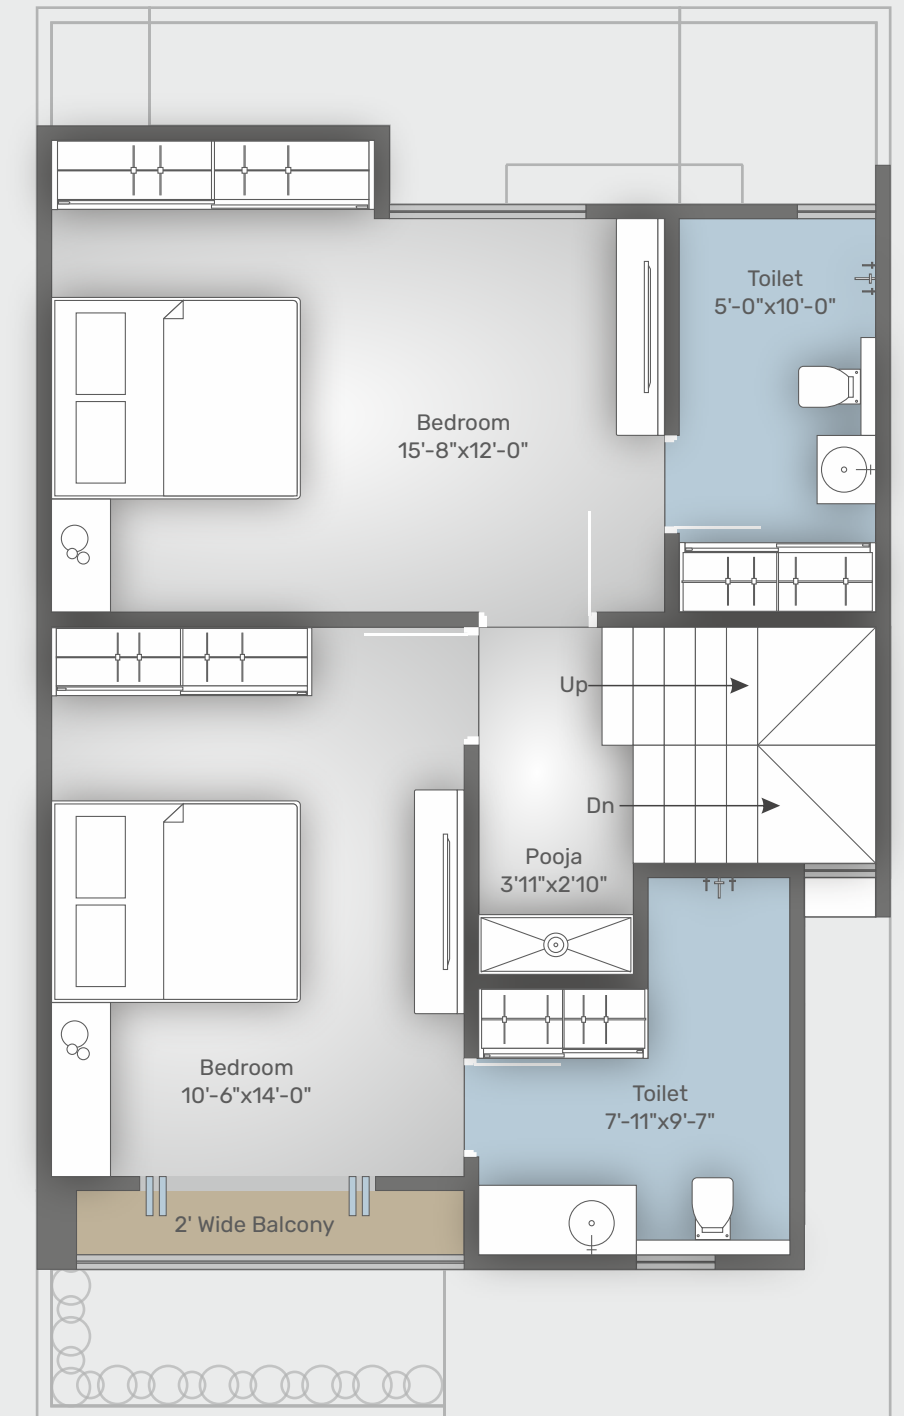 Toilet
5'-0"x10'-0"
Bedroom
15'-8"x12'-0"
Up
Dn
Pooja
3'11"x2'10"
Bedroom
10'-6"x14'-0"
Toilet
7'-11"x9'-7"
2' Wide Balcony